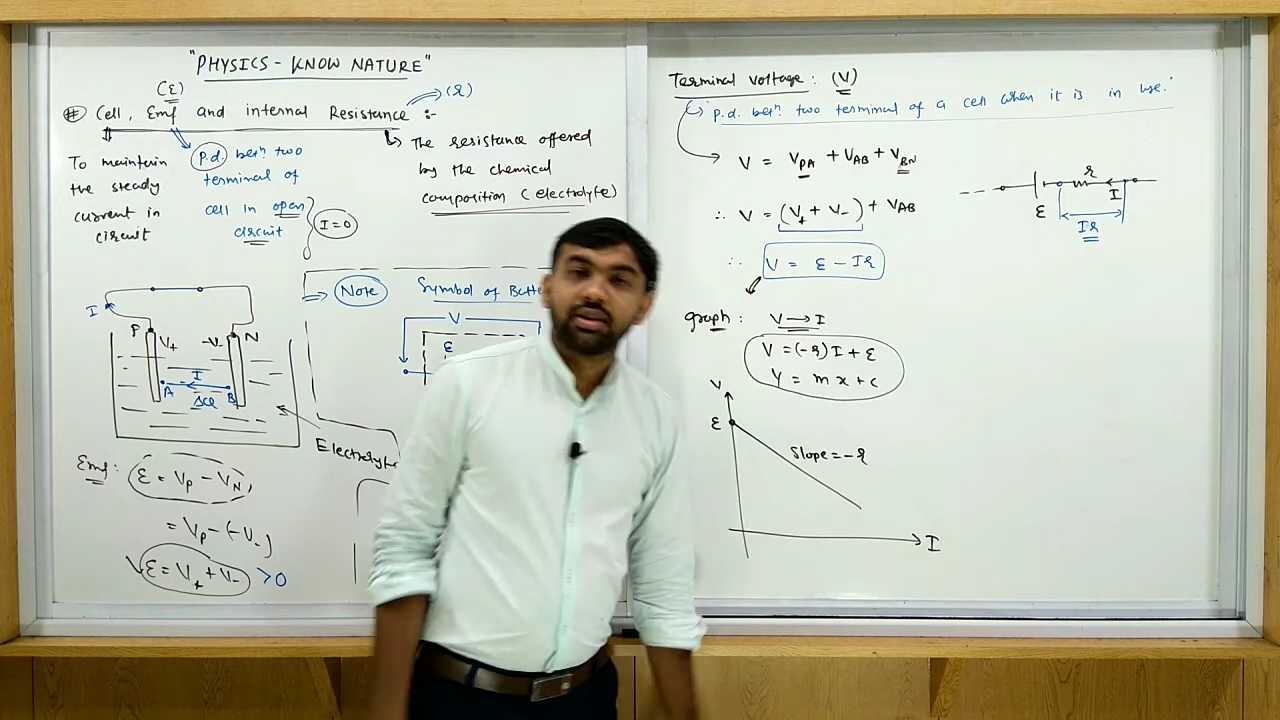 "PHYSICS - KNOW NATURE"
(ε)
(r)
# Cell, Emf and internal Resistance :-
To maintain
the steady
current in
circuit
p.d. betn two
terminal of
cell in open
circuit
I=0
The resistance offered
by the chemical
composition (electrolyte)
Note
Symbol of
V
ε
I
P
V+
-V-
N
I
A
B
ΔQ
Electrolyte
Emf: ε = VP - VN,
= VP - (-V-)
ε = V+ + V- >0
Terminal voltage : (V)
p.d. betn two terminal of a cell when it is in use."
V = VPA + VAB + VBN
∴ V = (V+ + V-) + VAB
∴ V = ε - Ir
graph : V → I
V = (-r) I + ε
Y = m x + c
V
ε
Slope = -r
I
r
I
ε
Ir